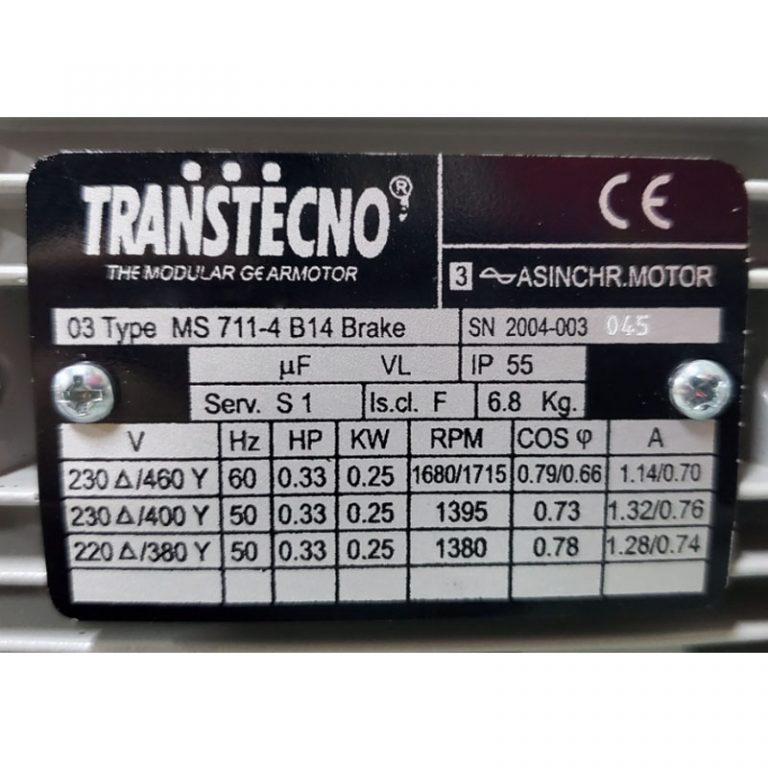 TRANSTECNO®
THE MODULAR GEARMOTOR
CE
3 ~ ASINCHR.MOTOR
03 Type MS 711-4 B14 Brake SN 2004-003 045
µF VL IP 55
Serv. S 1 Is.cl. F 6.8 Kg.
V Hz HP KW RPM COS φ A
230 Δ/460 Y 60 0.33 0.25 1680/1715 0.79/0.66 1.14/0.70
230 Δ/400 Y 50 0.33 0.25 1395 0.73 1.32/0.76
220 Δ/380 Y 50 0.33 0.25 1380 0.78 1.28/0.74